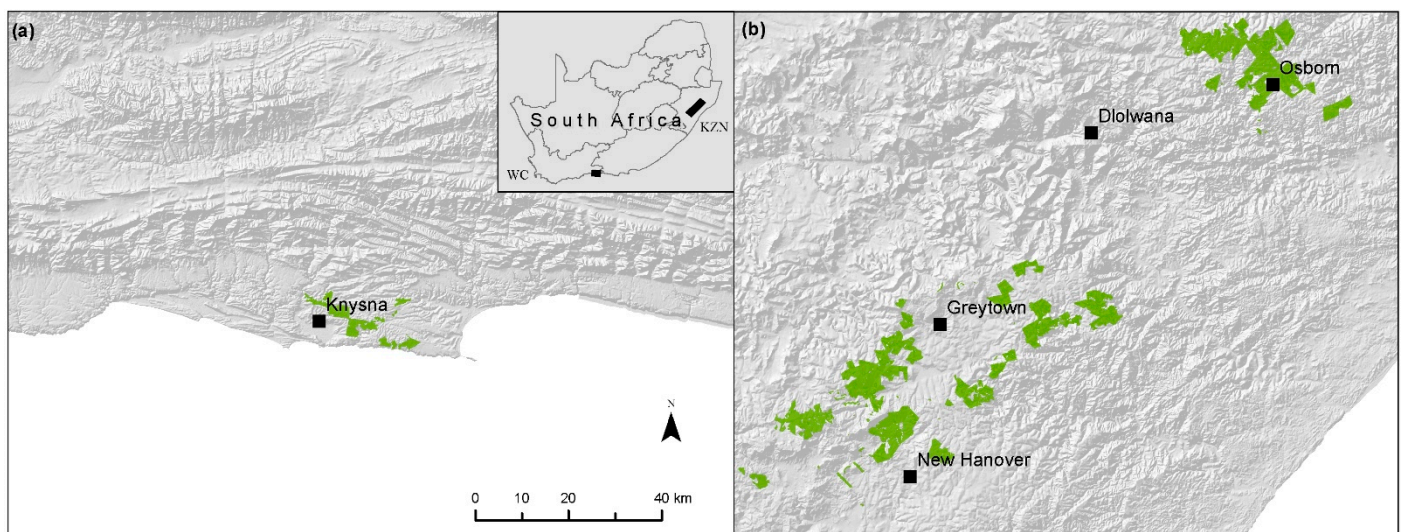 (a)
South Africa
KZN
WC
Knysna
N
0 10 20 40 km
(b)
Osborn
Dlolwana
Greytown
New Hanover